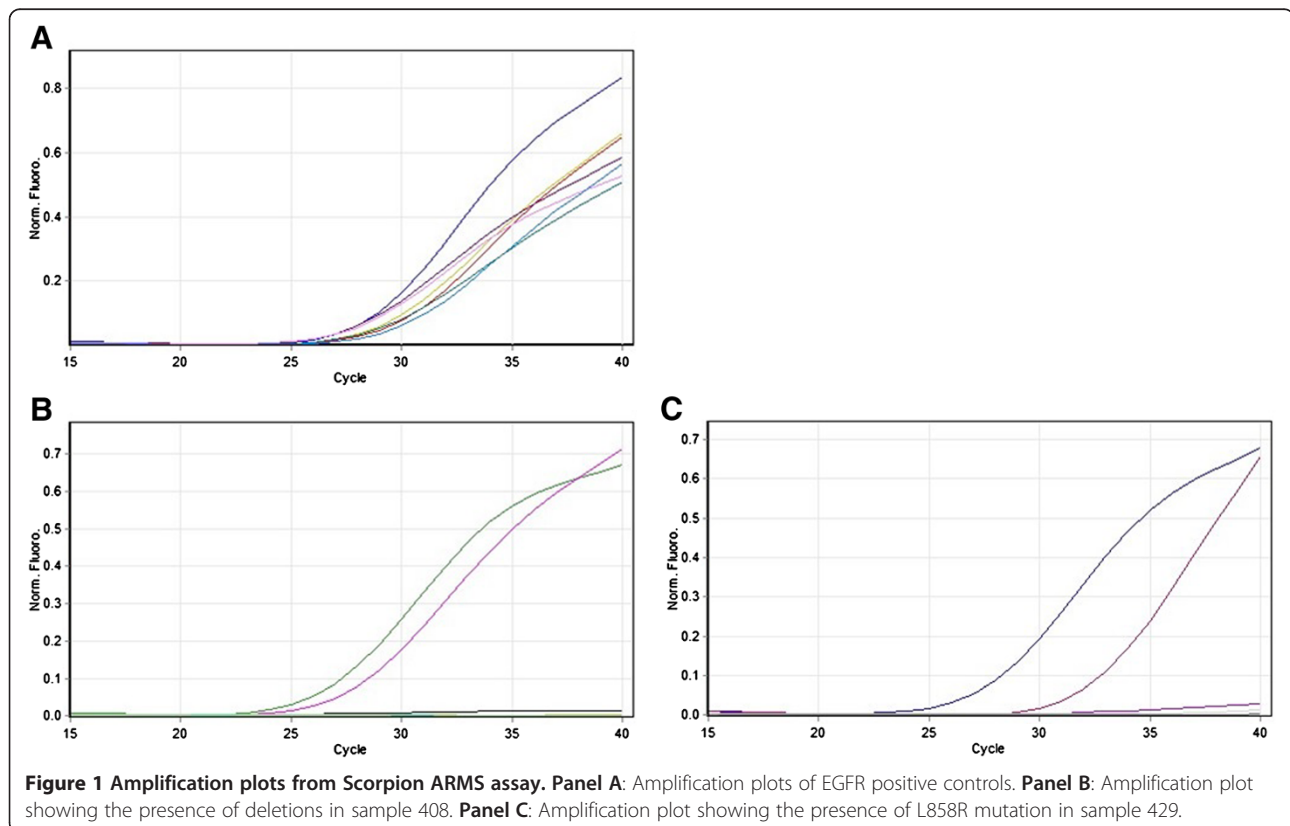 A
Norm. Fluoro.
0.8
0.6
0.4
0.2
15 20 25 30 35 40
Cycle
B
Norm. Fluoro.
0.7
0.6
0.5
0.4
0.3
0.2
0.1
0.0
15 20 25 30 35 40
Cycle
C
Norm. Fluoro.
0.7
0.6
0.5
0.4
0.3
0.2
0.1
0.0
15 20 25 30 35 40
Cycle
Figure 1 Amplification plots from Scorpion ARMS assay. Panel A: Amplification plots of EGFR positive controls. Panel B: Amplification plot
showing the presence of deletions in sample 408. Panel C: Amplification plot showing the presence of L858R mutation in sample 429.